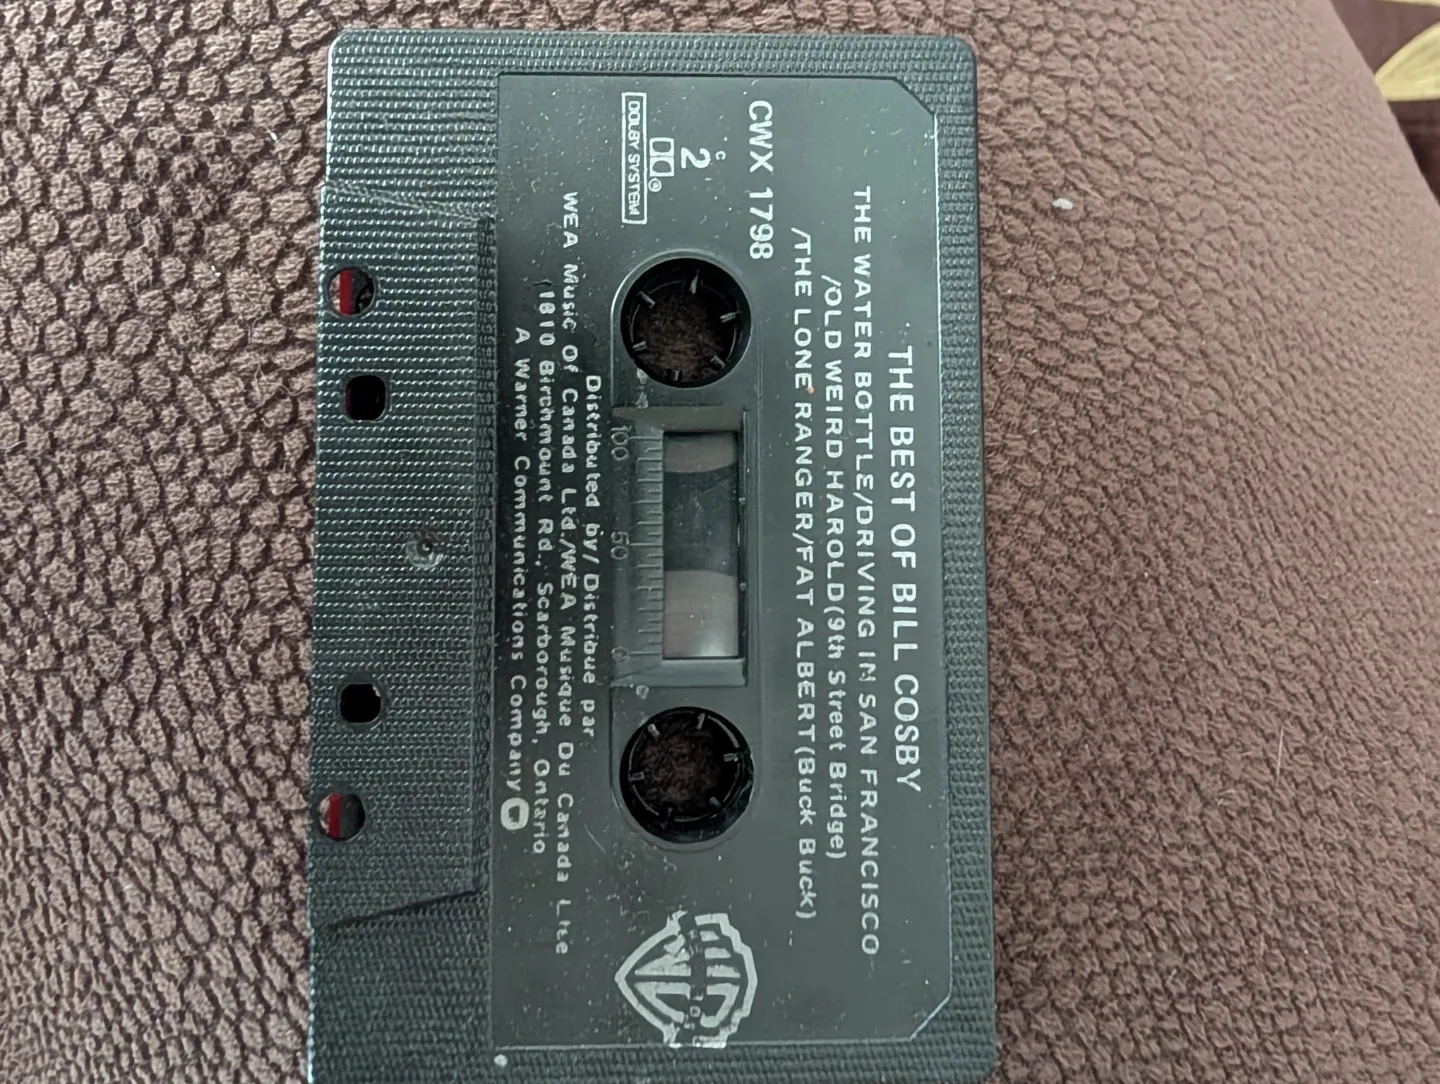 THE BEST OF BILL COSBY
THE WATER BOTTLE/DRIVING IN SAN FRANCISCO
/OLD WEIRD HAROLD(9th Street Bridge)
/THE LONE RANGER/FAT ALBERT(Buck Buck)
CWX 1798
c
2
DOLBY SYSTEM
®
100 50 0
Distributed by/Distribue par
WEA Music Of Canada Ltd./WEA Musique Du Canada Ltee
1810 Birchmount Rd., Scarborough, Ontario
A Warner Communications Company